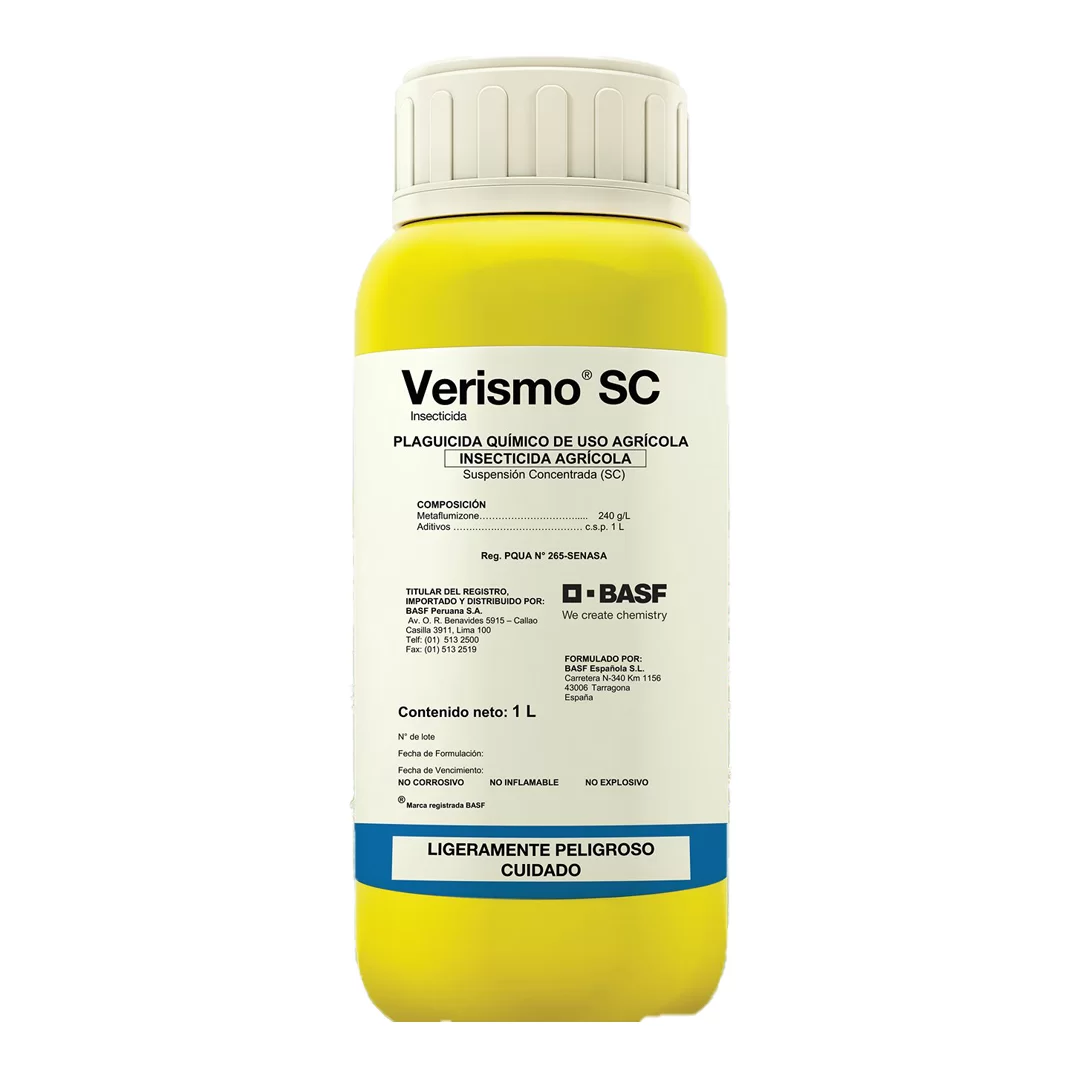 Verismo® SC
Insecticida
PLAGUICIDA QUÍMICO DE USO AGRÍCOLA
INSECTICIDA AGRÍCOLA
Suspensión Concentrada (SC)
COMPOSICIÓN
Metaflumizone................................ 240 g/L
Aditivos ........................................ c.s.p. 1 L
Reg. PQUA N° 265-SENASA
TITULAR DEL REGISTRO,
IMPORTADO Y DISTRIBUIDO POR:
BASF Peruana S.A.
Av. O. R. Benavides 5915 – Callao
Casilla 3911, Lima 100
Telf: (01) 513 2500
Fax: (01) 513 2519
BASF
We create chemistry
FORMULADO POR:
BASF Española S.L.
Carretera N-340 Km 1156
43006 Tarragona
España
Contenido neto: 1 L
N° de lote
Fecha de Formulación:
Fecha de Vencimiento:
NO CORROSIVO NO INFLAMABLE NO EXPLOSIVO
® Marca registrada BASF
LIGERAMENTE PELIGROSO
CUIDADO